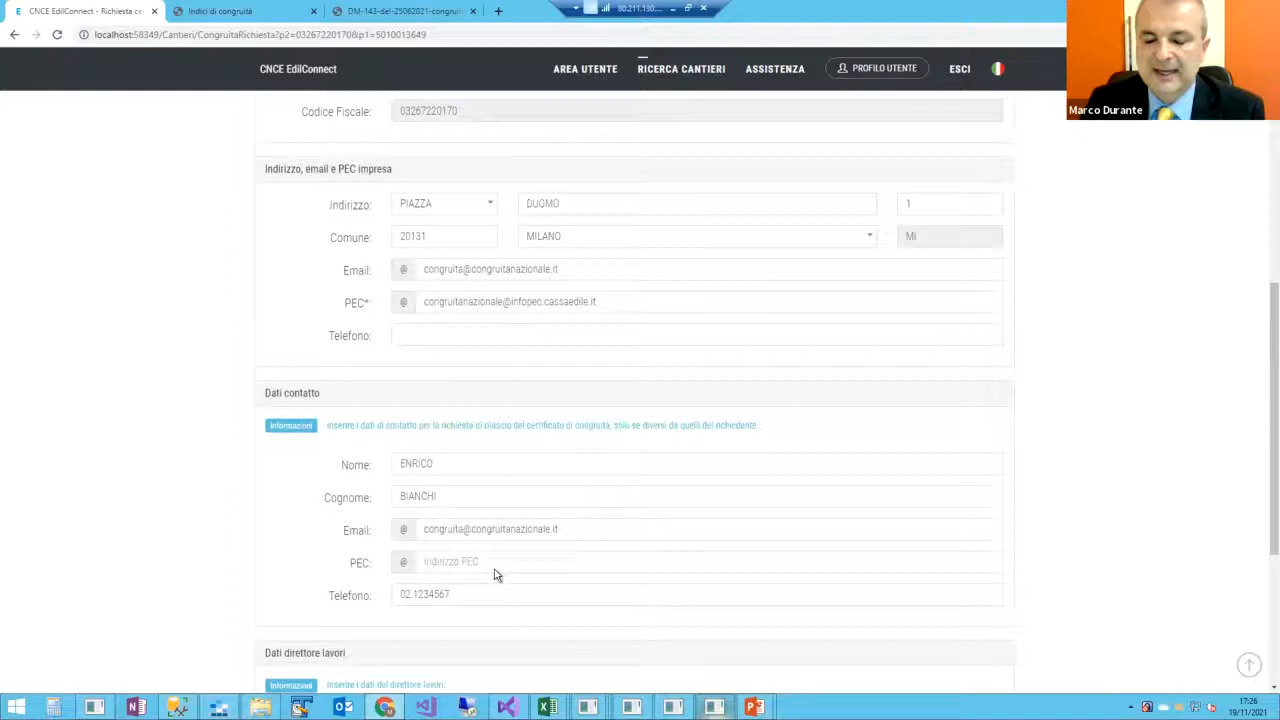 CNCE EdilConnect - Richiesta ce
Indici di congruità
DM-143-del-25062021-congruit
80.211.130.
localhost:58349/Cantieri/CongruitaRichiesta?p2=03267220170&p1=5010013649
CNCE EdilConnect
AREA UTENTE
RICERCA CANTIERI
ASSISTENZA
PROFILO UTENTE
ESCI
Marco Durante
Codice Fiscale: 03267220170
Indirizzo, email e PEC impresa
Indirizzo: PIAZZA DUOMO 1
Comune: 20131 MILANO MI
Email: @ congruita@congruitanazionale.it
PEC*: @ congruitanazionale@infopec.cassaedile.it
Telefono:
Dati contatto
Informazioni Inserire i dati di contatto per la richiesta di rilascio del certificato di congruità, solo se diversi da quelli del richiedente.
Nome: ENRICO
Cognome: BIANCHI
Email: @ congruita@congruitanazionale.it
PEC: @ Indirizzo PEC
Telefono: 02.1234567
Dati direttore lavori
Informazioni Inserire i dati del direttore lavori.
17:26
19/11/2021